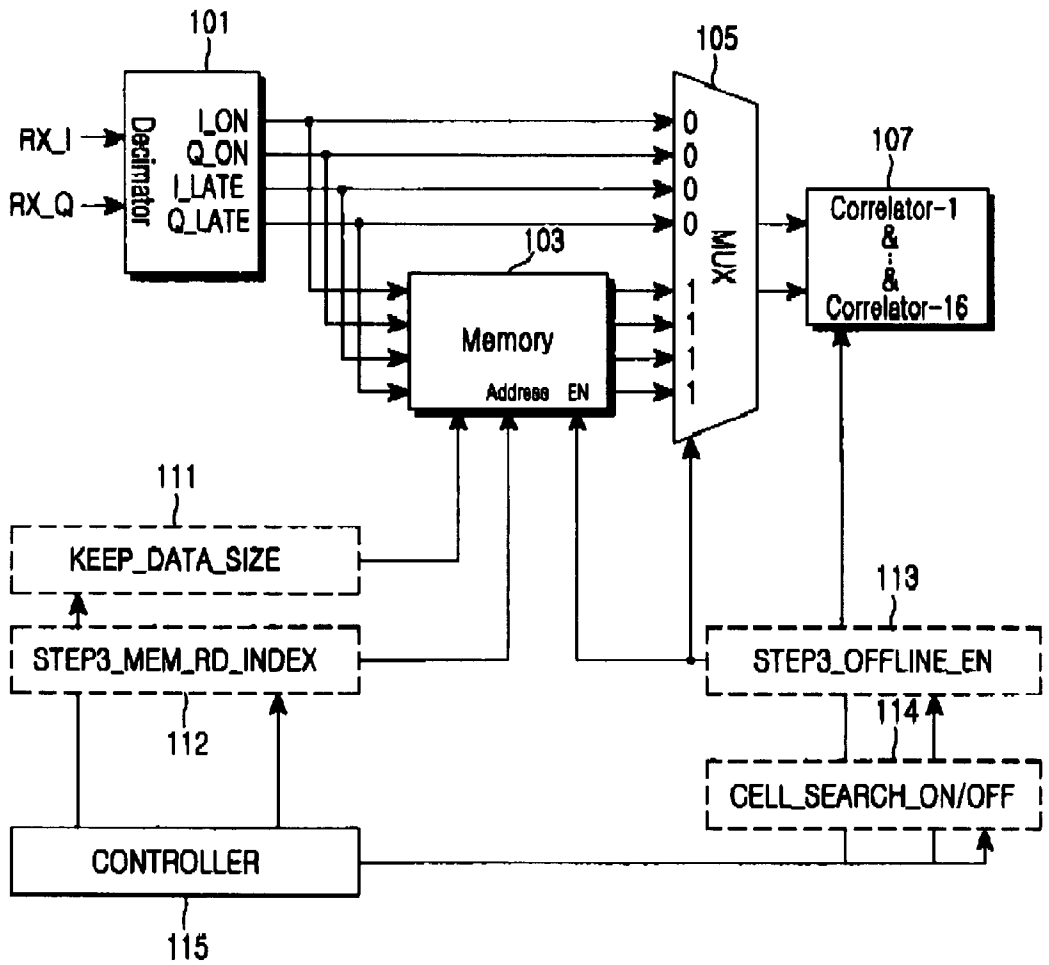 101
105
RX_I
RX_Q
Decimator
I_ON
Q_ON
I_LATE
Q_LATE
0
0
0
0
MUX
107
Correlator-1
&
&
Correlator-16
103
Memory
Address EN
1
1
1
1
111
KEEP_DATA_SIZE
STEP3_MEM_RD_INDEX
112
113
STEP3_OFFLINE_EN
114
CELL_SEARCH_ON/OFF
CONTROLLER
115